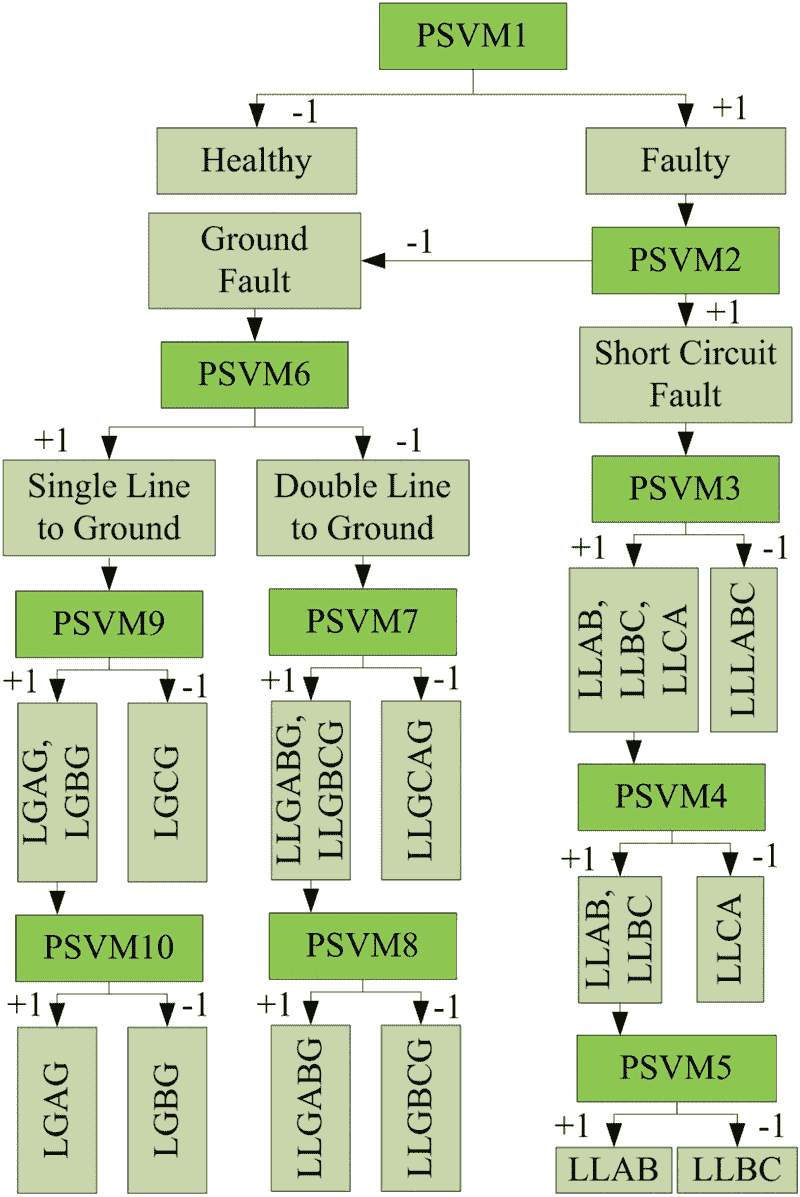 PSVM1
-1
+1
Healthy
Faulty
Ground
Fault
-1
PSVM2
+1
Short Circuit
Fault
PSVM6
+1
-1
Single Line
to Ground
Double Line
to Ground
PSVM3
+1
-1
LLAB,
LLBC,
LLCA
LLLABC
PSVM9
PSVM7
+1
-1
+1
-1
LGAG,
LGBG
LGCG
LLGABG,
LLGBCG
LLGCAG
PSVM4
+1
-1
LLAB,
LLBC
LLCA
PSVM10
PSVM8
+1
-1
+1
-1
LGAG
LGBG
LLGABG
LLGBCG
PSVM5
+1
-1
LLAB
LLBC